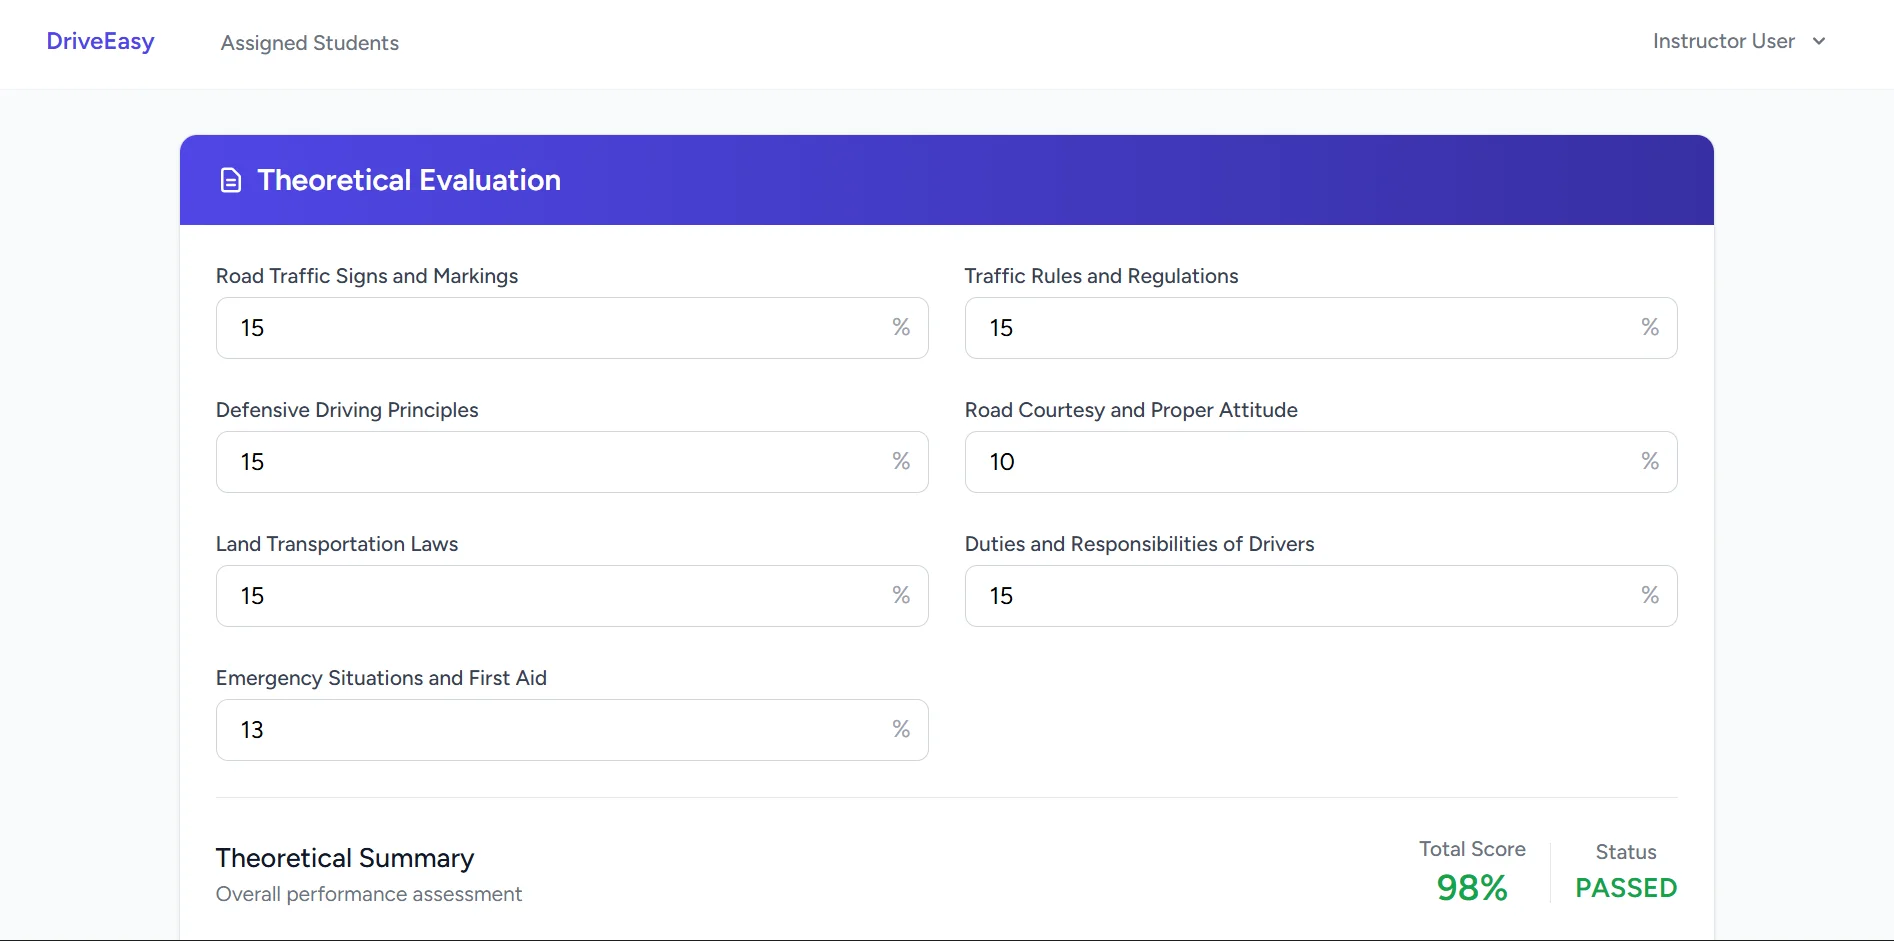 DriveEasy
Assigned Students
Instructor User
Theoretical Evaluation
Road Traffic Signs and Markings
15 %
Traffic Rules and Regulations
15 %
Defensive Driving Principles
15 %
Road Courtesy and Proper Attitude
10 %
Land Transportation Laws
15 %
Duties and Responsibilities of Drivers
15 %
Emergency Situations and First Aid
13 %
Theoretical Summary
Overall performance assessment
Total Score
98%
Status
PASSED